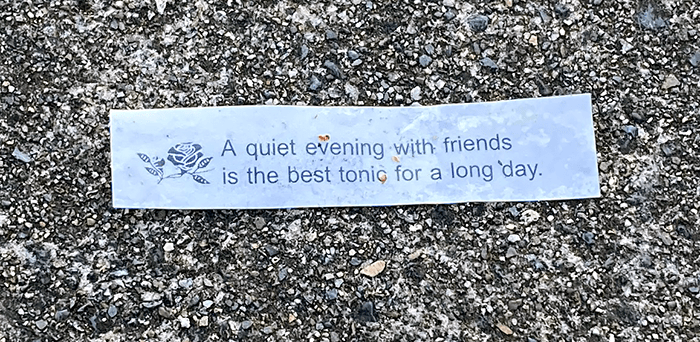 A quiet evening with friends
is the best tonic for a long day.